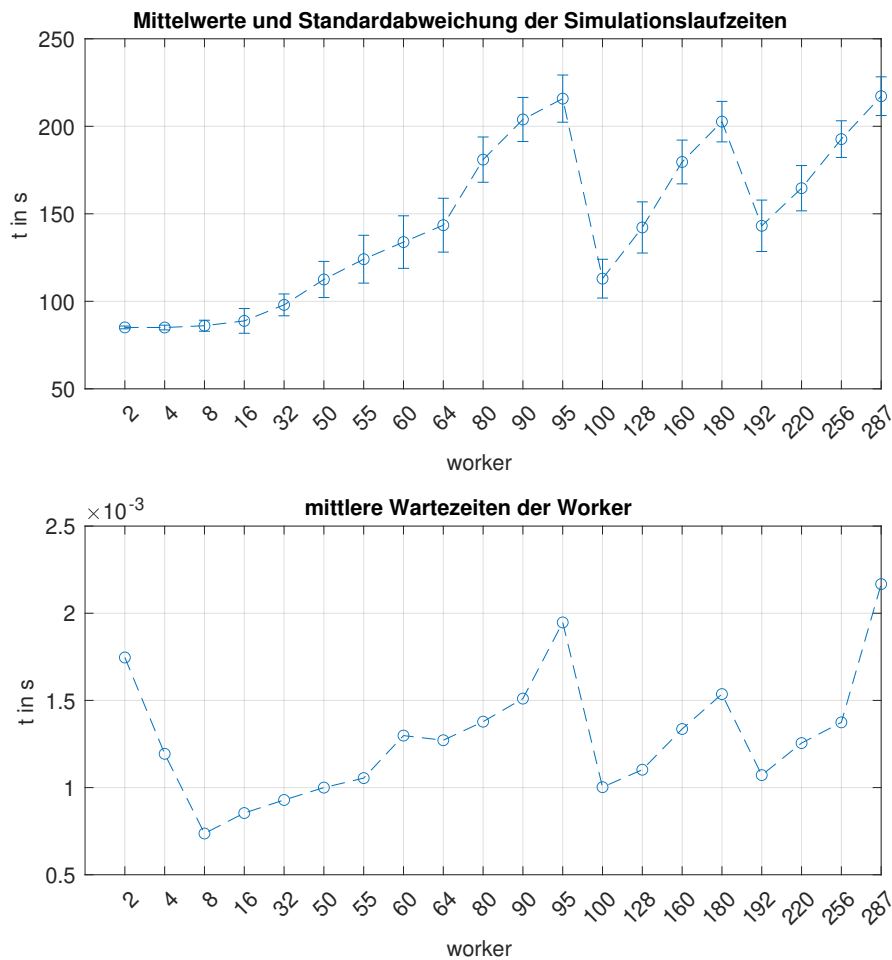 Mittelwerte und Standardabweichung der Simulationslaufzeiten
250
200
150
100
50
t in s
2 4 8 16 32 50 55 60 64 80 90 95 100 128 160 180 192 220 256 287
worker
mittlere Wartezeiten der Worker
×10⁻³
2.5
2
1.5
1
0.5
t in s
2 4 8 16 32 50 55 60 64 80 90 95 100 128 160 180 192 220 256 287
worker